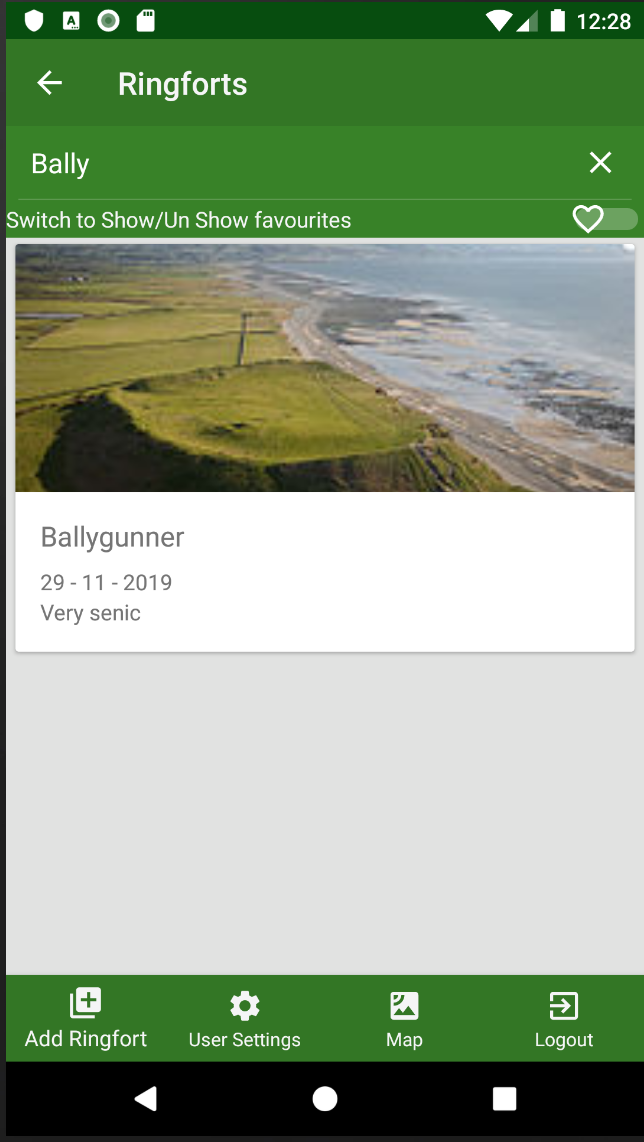 12:28
Ringforts
Bally
Switch to Show/Un Show favourites
Ballygunner
29 - 11 - 2019
Very senic
Add Ringfort
User Settings
Map
Logout